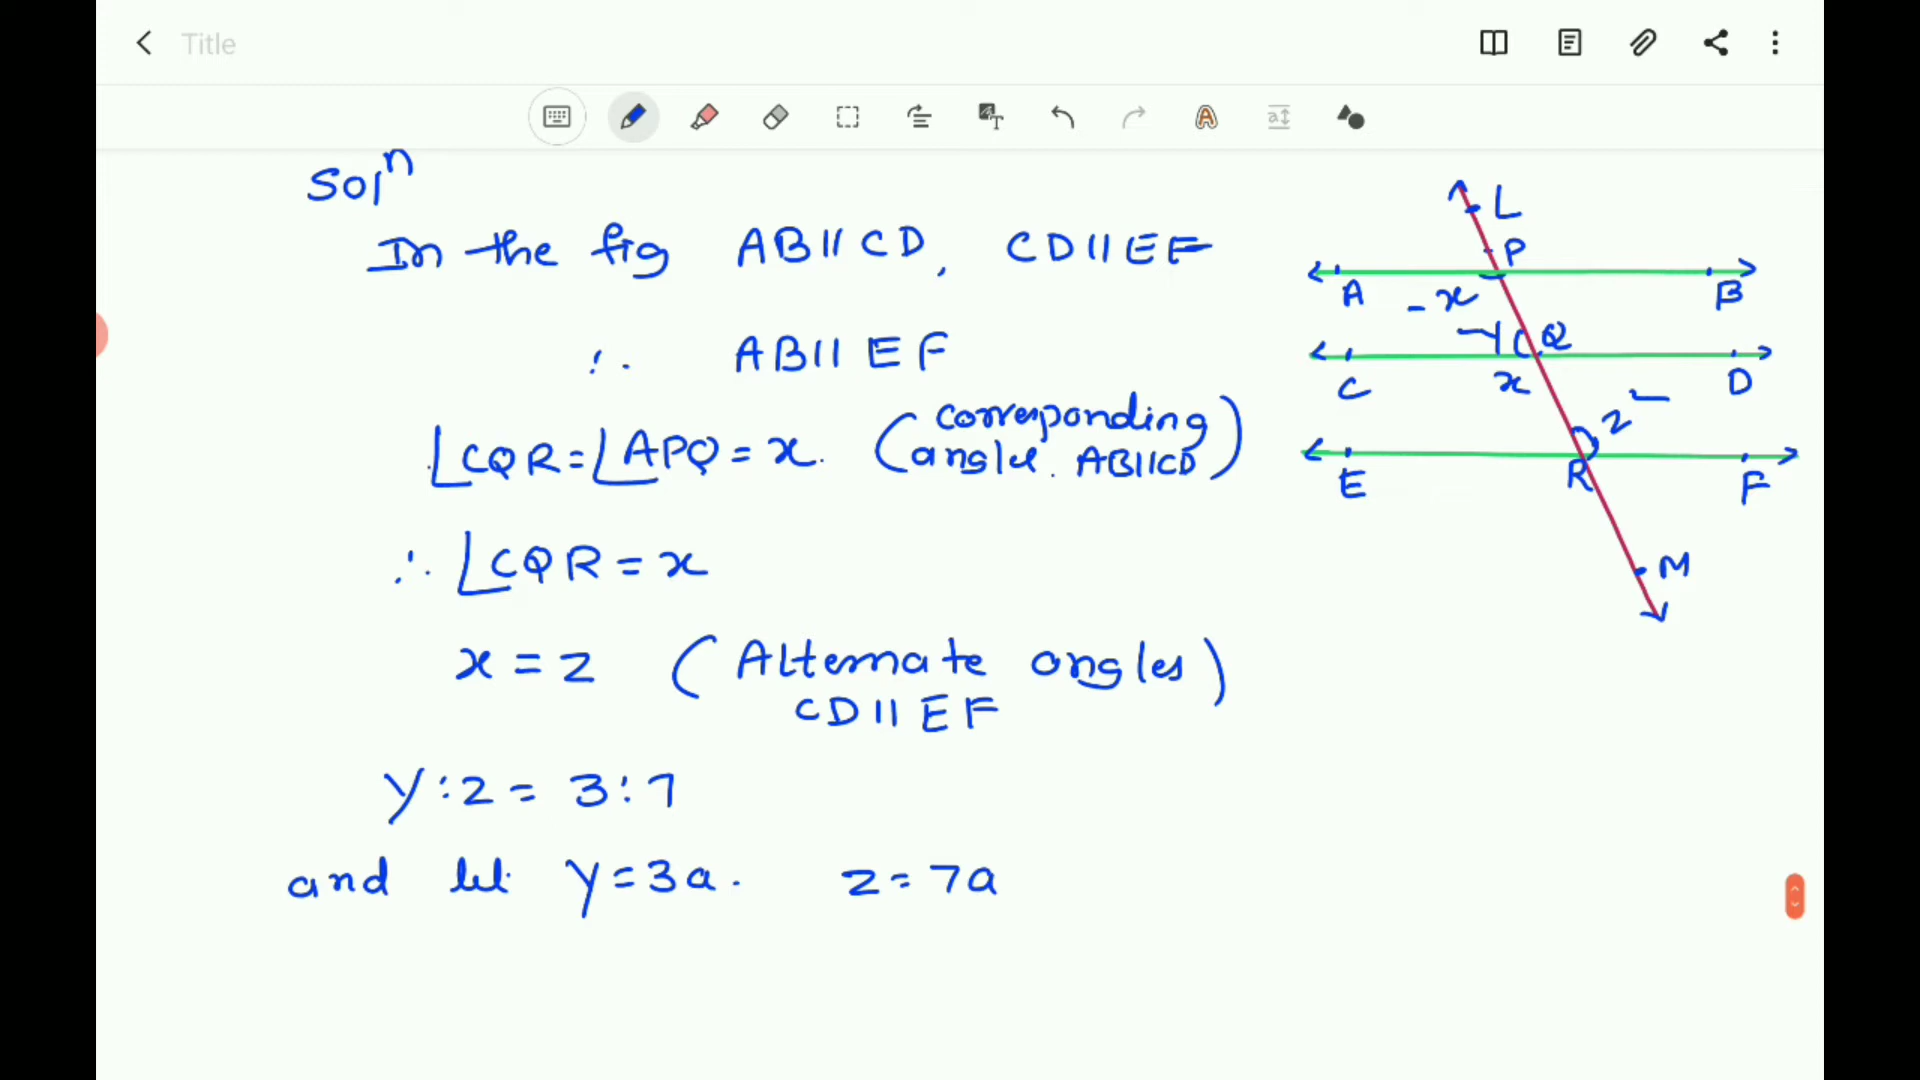 Title
Solⁿ
In the fig AB||CD, CD||EF
∴ AB||EF
∠CQR = ∠APQ = x. (corresponding angles. AB||CD)
∴ ∠CQR = x
x = z (Alternate angles)
CD||EF
y : z = 3 : 7
and let y = 3a. z = 7a
L
P
A
x
B
y
Q
C
x
D
z
E
R
F
M